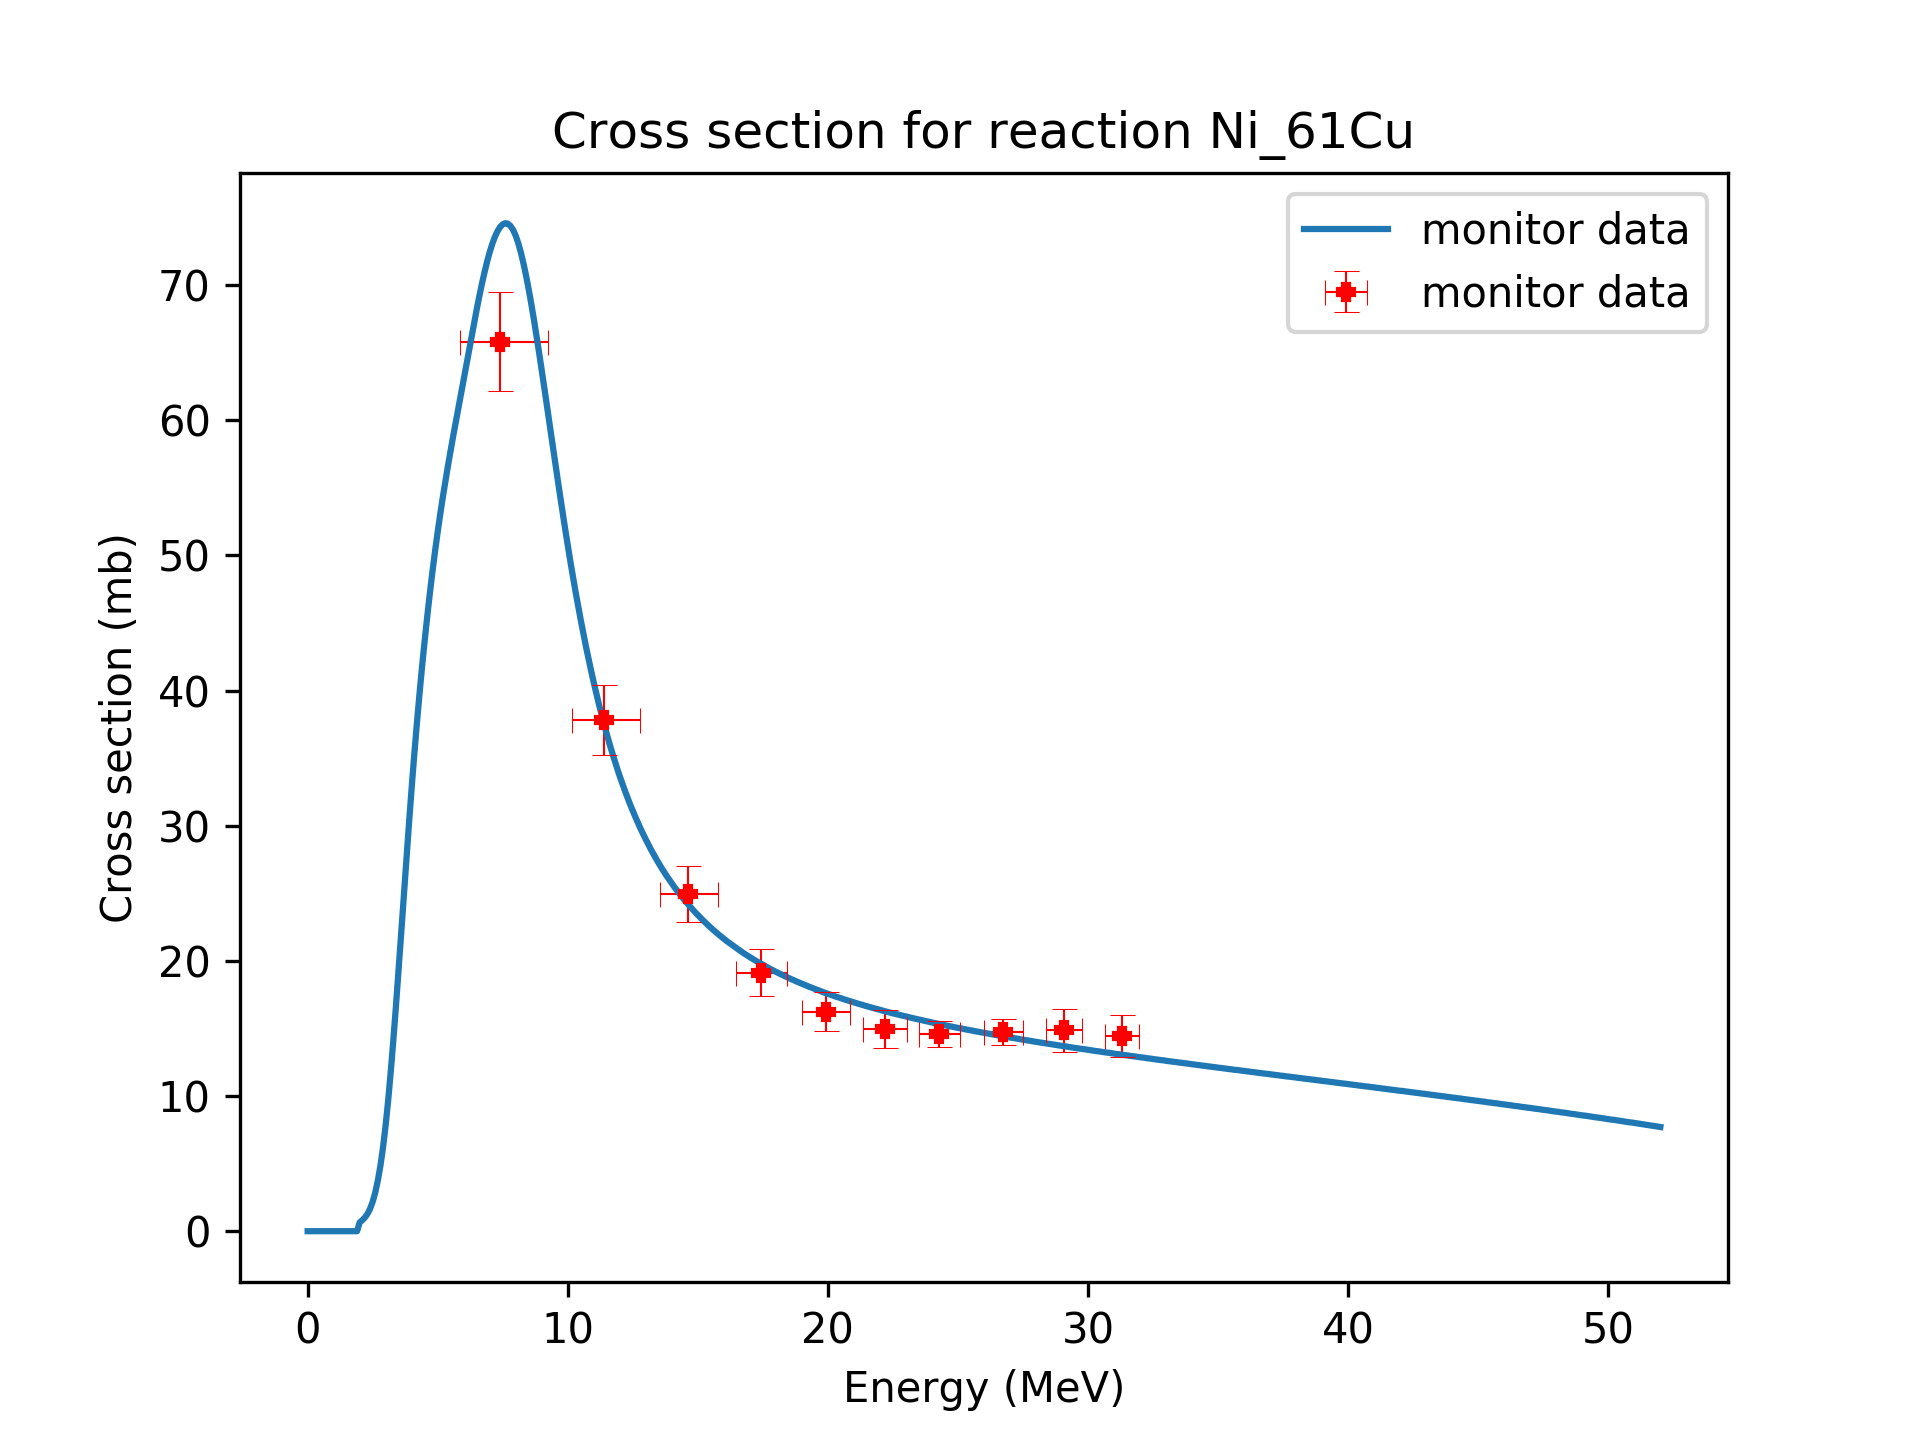 Cross section for reaction Ni_61Cu
monitor data
monitor data
Cross section (mb)
70
60
50
40
30
20
10
0
0 10 20 30 40 50
Energy (MeV)